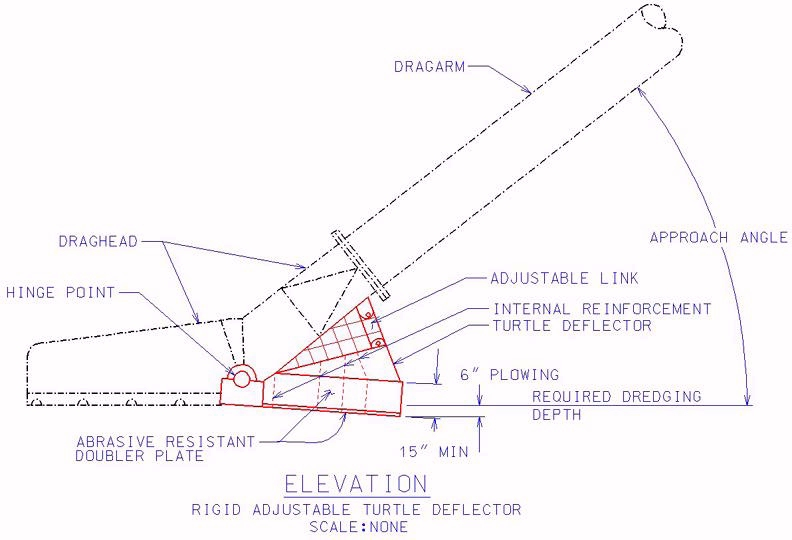 DRAGARM
APPROACH ANGLE
DRAGHEAD
ADJUSTABLE LINK
HINGE POINT
INTERNAL REINFORCEMENT
TURTLE DEFLECTOR
6" PLOWING
REQUIRED DREDGING
DEPTH
ABRASIVE RESISTANT
DOUBLER PLATE
15" MIN
ELEVATION
RIGID ADJUSTABLE TURTLE DEFLECTOR
SCALE:NONE